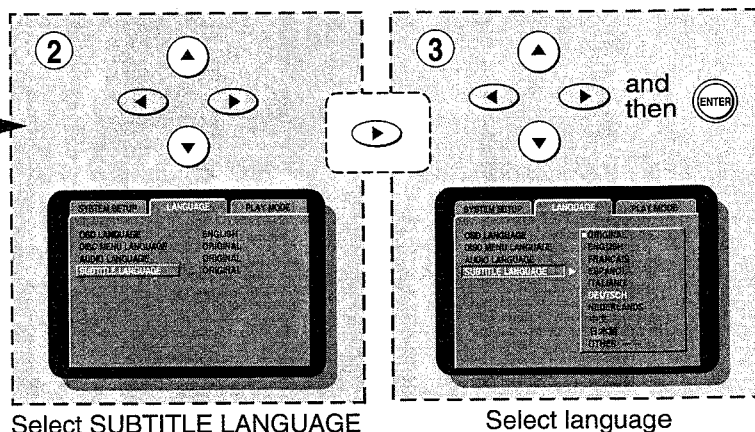 2
SYSTEM SETUP LANGUAGE PLAY MODE
OSD LANGUAGE ENGLISH
DISC MENU LANGUAGE ORIGINAL
AUDIO LANGUAGE ORIGINAL
SUBTITLE LANGUAGE ORIGINAL
Select SUBTITLE LANGUAGE
3
and
then
ENTER
SYSTEM SETUP LANGUAGE PLAY MODE
OSD LANGUAGE
DISC MENU LANGUAGE
AUDIO LANGUAGE
SUBTITLE LANGUAGE
ORIGINAL
ENGLISH
FRANCAIS
ESPANOL
ITALIANO
DEUTSCH
NEDERLANDS
OTHER
Select language